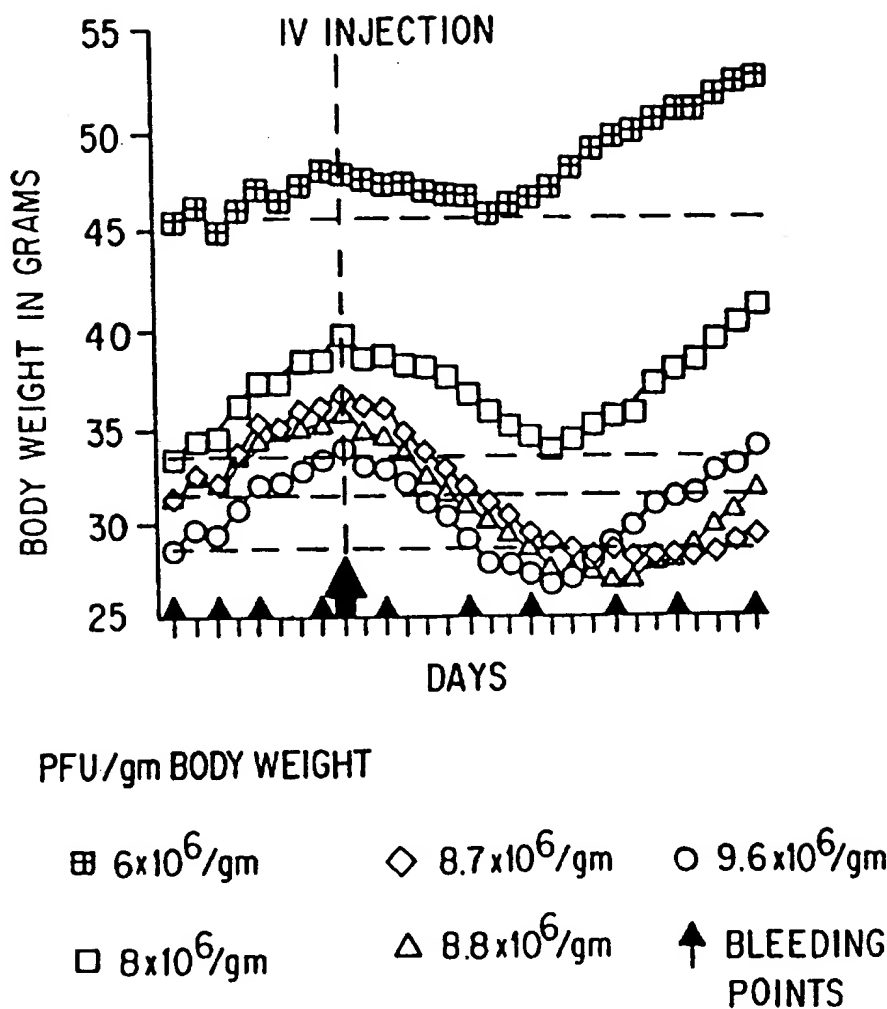 IV INJECTION
55
50
45
40
35
30
25
BODY WEIGHT IN GRAMS
DAYS
PFU/gm BODY WEIGHT
6x10⁶/gm
8.7x10⁶/gm
9.6x10⁶/gm
8x10⁶/gm
8.8x10⁶/gm
BLEEDING
POINTS